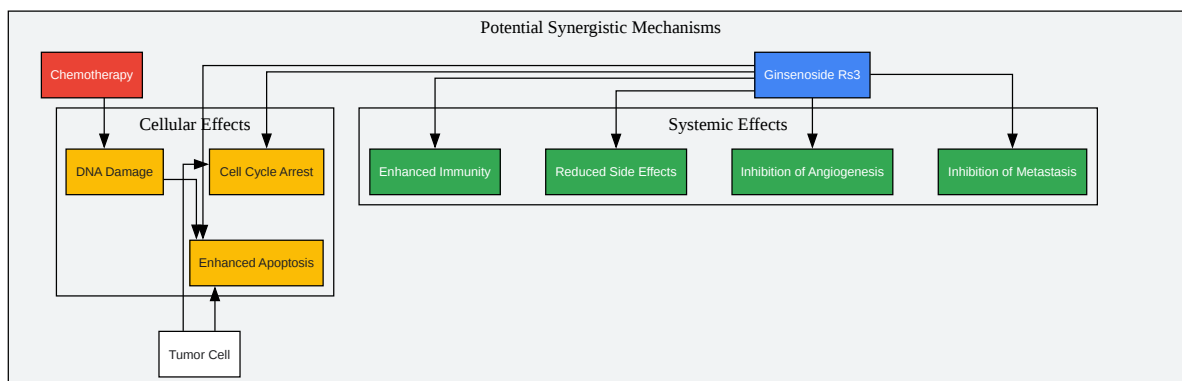 Potential Synergistic Mechanisms
Chemotherapy
Ginsenoside Rs3
Cellular Effects
Systemic Effects
DNA Damage
Cell Cycle Arrest
Enhanced Immunity
Reduced Side Effects
Inhibition of Angiogenesis
Inhibition of Metastasis
Enhanced Apoptosis
Tumor Cell